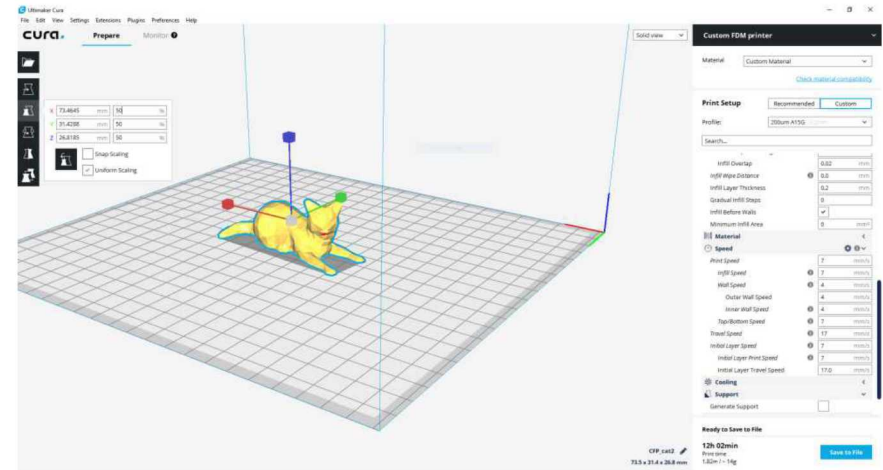 Ultimaker Cura
File Edit View Settings Extensions Plugins Preferences Help
cura. Prepare Monitor
Solid view
Custom FDM printer
Material Custom Material
Check material compatibility
Print Setup Recommended Custom
Profile: 200um A15G
Search...
X 73.4645 mm 50 %
Y 31.4288 mm 50 %
Z 26.8185 mm 50 %
Snap Scaling
Uniform Scaling
Infill Overlap 0.02 mm
Infill Wipe Distance 0.0 mm
Infill Layer Thickness 0.2 mm
Gradual Infill Steps 0
Infill Before Walls
Minimum Infill Area 0 mm²
Material
Speed
Print Speed 7 mm/s
Infill Speed 7 mm/s
Wall Speed 4 mm/s
Outer Wall Speed 4 mm/s
Inner Wall Speed 4 mm/s
Top/Bottom Speed 7 mm/s
Travel Speed 17 mm/s
Initial Layer Speed 7 mm/s
Initial Layer Print Speed 7 mm/s
Initial Layer Travel Speed 17.0 mm/s
Cooling
Support
Generate Support
Ready to Save to File
12h 02min
Print time
1.82m / ~ 14g
Save to File
CFP_cat2
73.5 x 31.4 x 26.8 mm